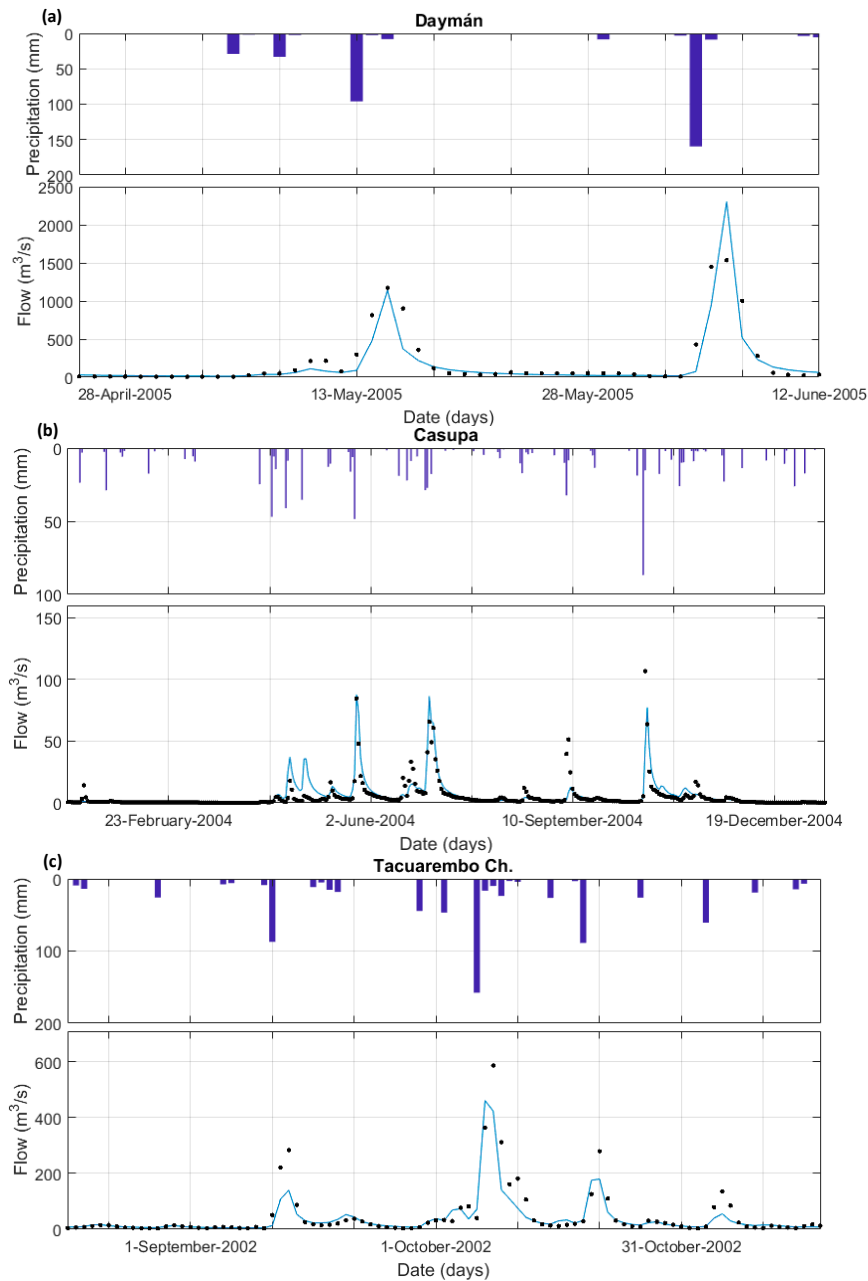 (a)
Daymán
Precipitation (mm)
0
50
100
150
200
Flow (m³/s)
2500
2000
1500
1000
500
0
28-April-2005 13-May-2005 28-May-2005 12-June-2005
Date (days)
(b)
Casupa
Precipitation (mm)
0
50
100
Flow (m³/s)
150
100
50
0
23-February-2004 2-June-2004 10-September-2004 19-December-2004
Date (days)
(c)
Tacuarembo Ch.
Precipitation (mm)
0
100
200
Flow (m³/s)
600
400
200
0
1-September-2002 1-October-2002 31-October-2002
Date (days)